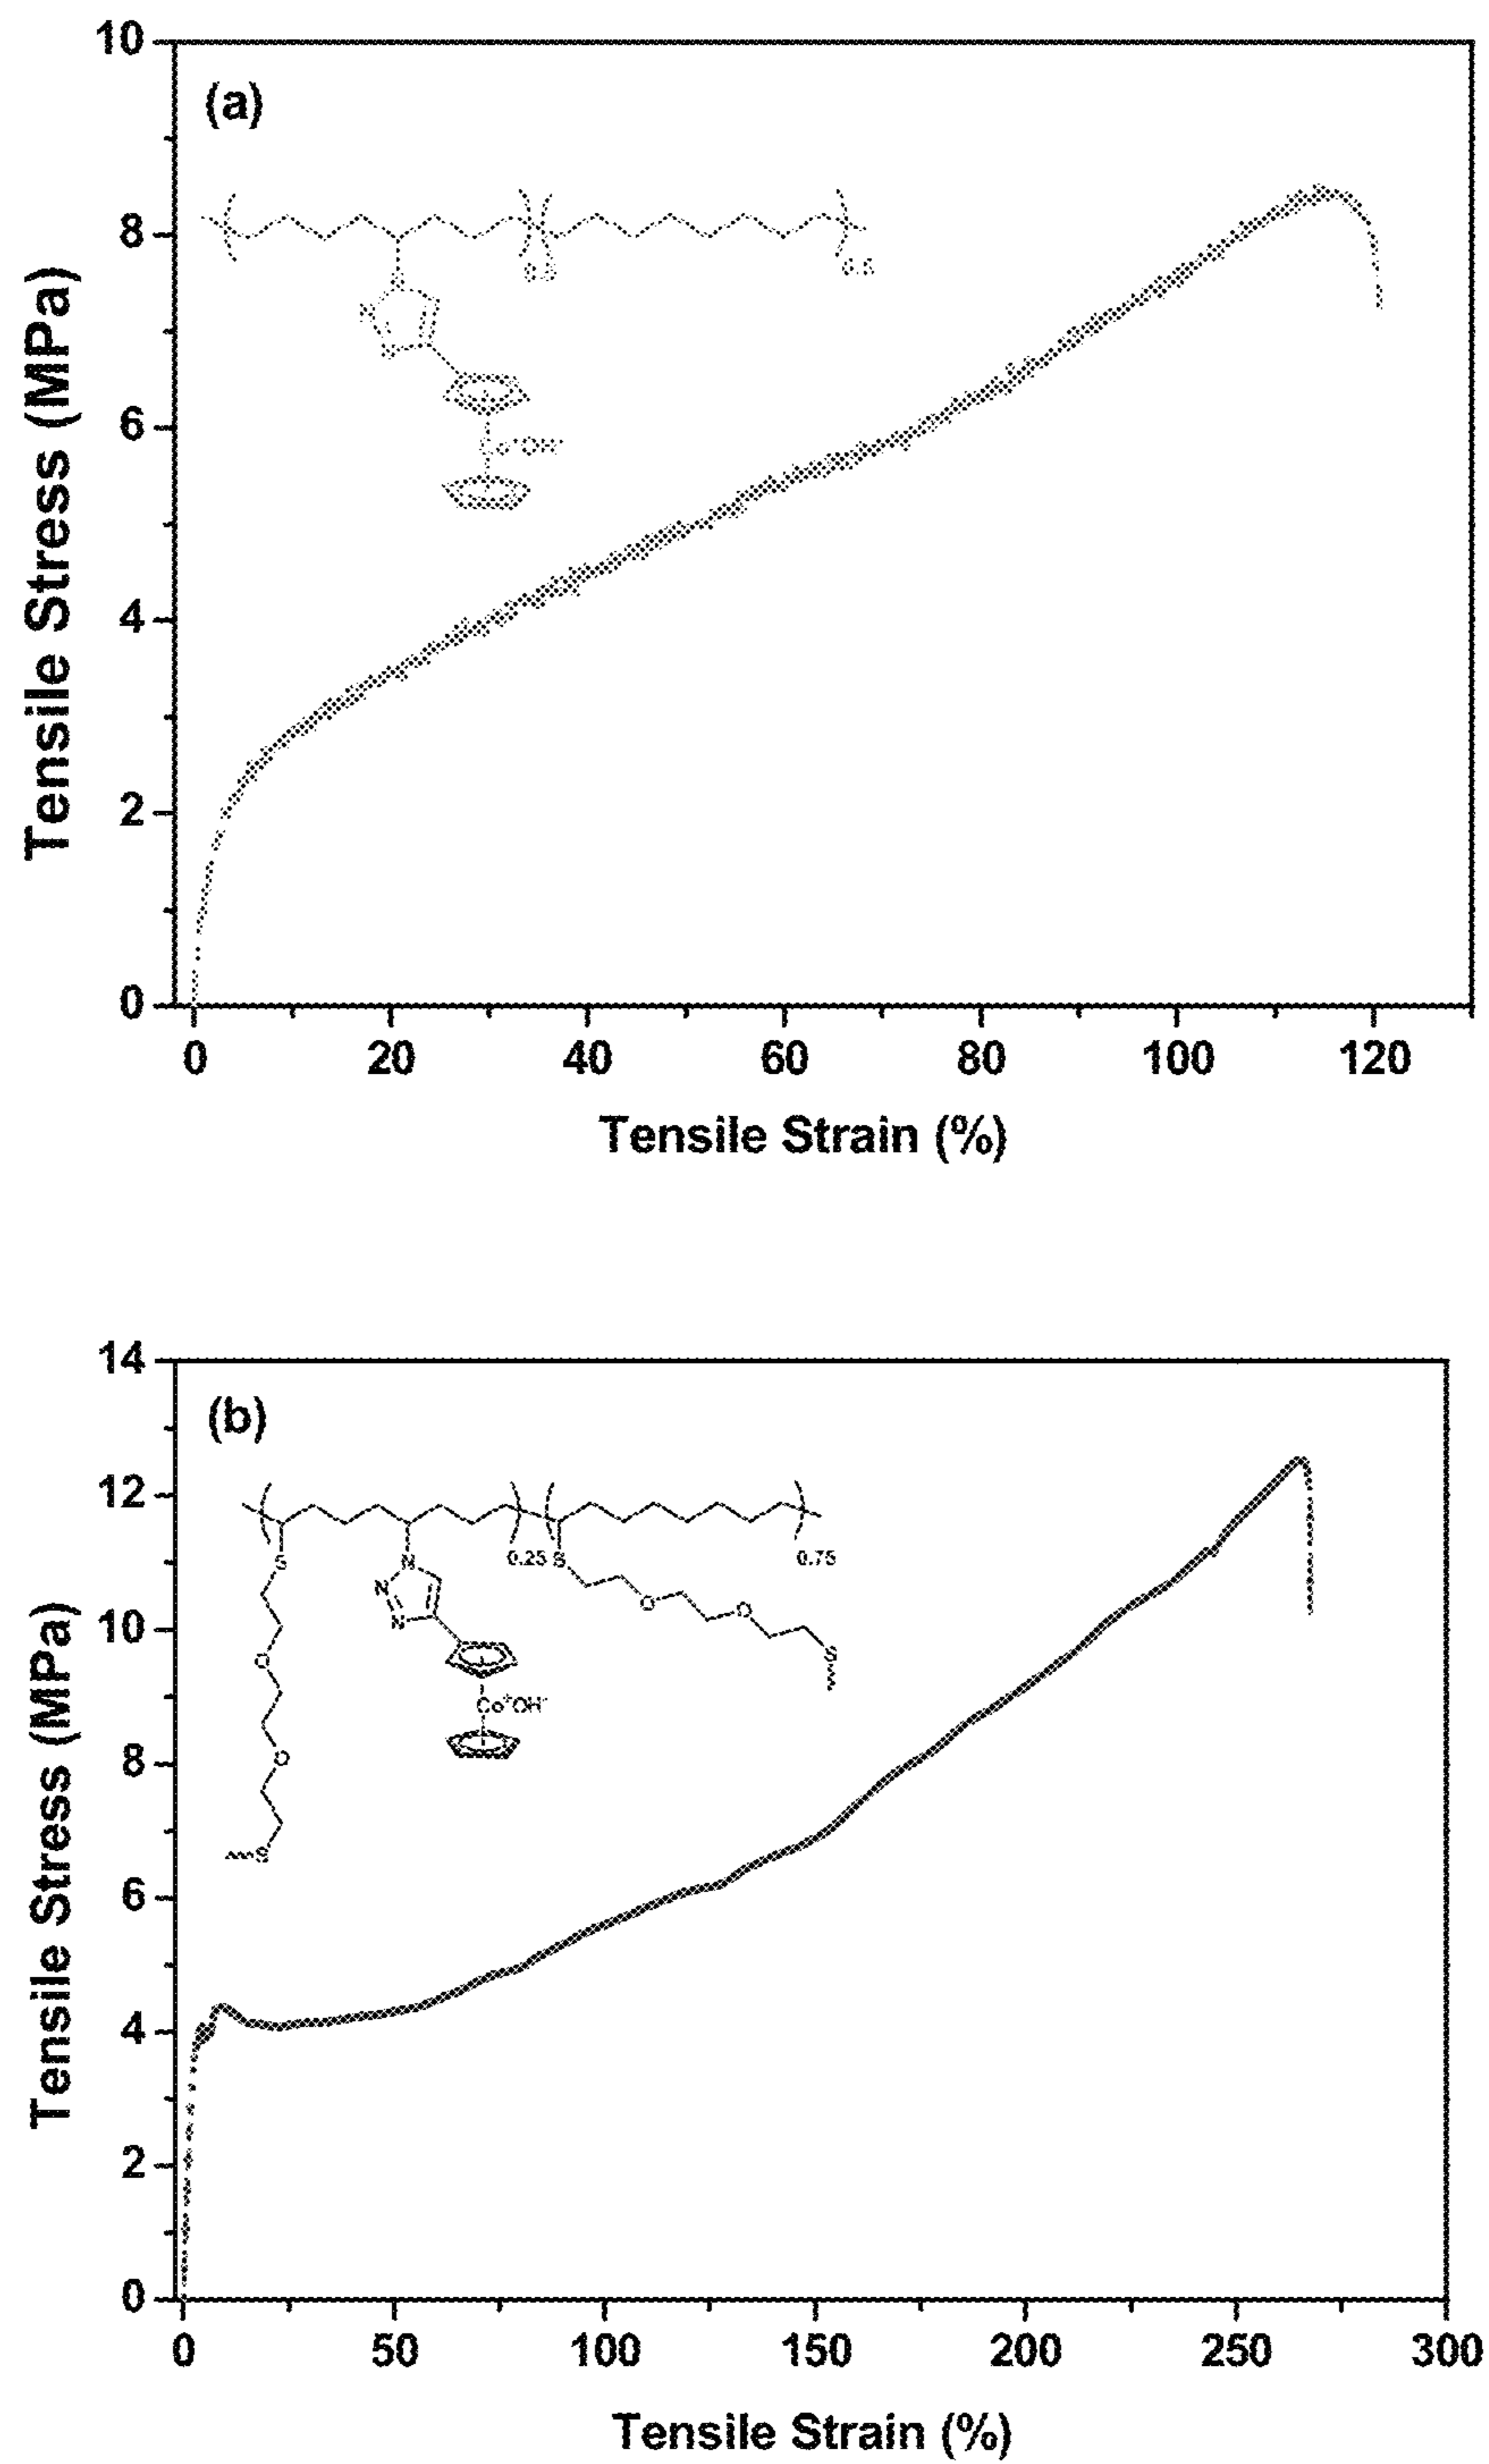 10
(a)
8
0.5
0.5
N
N
N
6
Co⁺OH⁻
4
2
0
0 20 40 60 80 100 120
Tensile Stress (MPa)
Tensile Strain (%)
14
(b)
12
S N 0.25 S 0.75
N
N
O O
10
O
S
Co⁺OH⁻
8
O
S
6
4
2
0
0 50 100 150 200 250 300
Tensile Stress (MPa)
Tensile Strain (%)